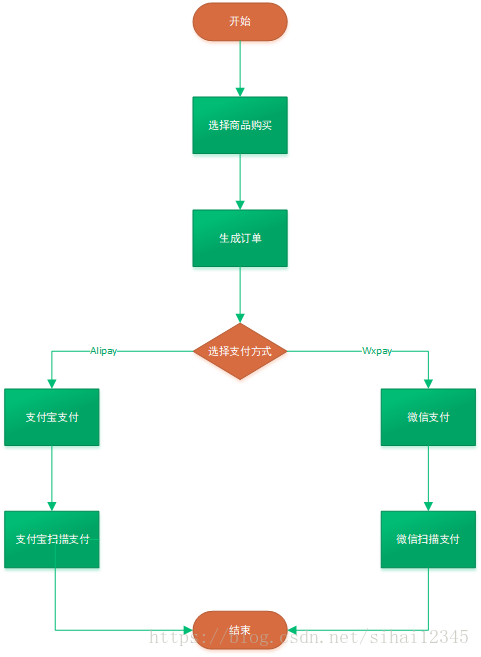 开始
选择商品购买
生成订单
选择支付方式
Alipay
Wxpay
支付宝支付
微信支付
支付宝扫描支付
微信扫描支付
结束
https://blog.csdn.net/sihai12345